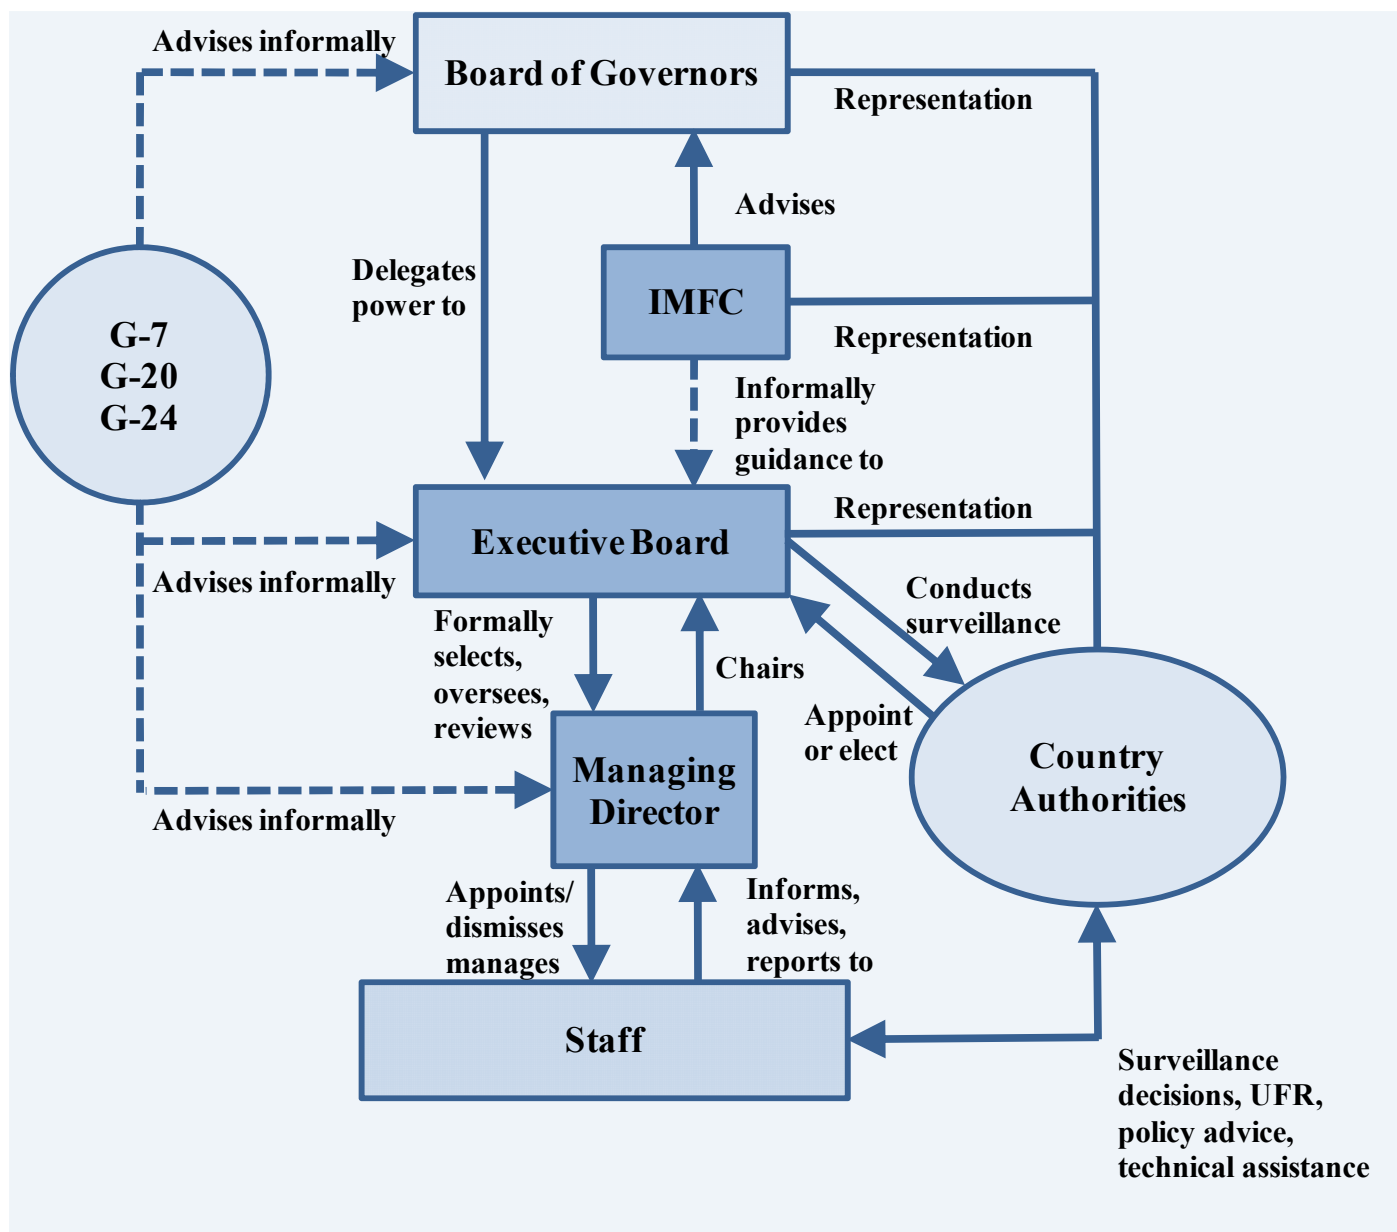 Advises informally
Board of Governors
Representation
Advises
Delegates
power to
IMFC
Representation
G-7
G-20
G-24
Informally
provides
guidance to
Representation
Executive Board
Advises informally
Conducts
surveillance
Formally
selects,
oversees,
reviews
Chairs
Appoint
or elect
Managing
Director
Country
Authorities
Advises informally
Appoints/
dismisses
manages
Informs,
advises,
reports to
Staff
Surveillance
decisions, UFR,
policy advice,
technical assistance